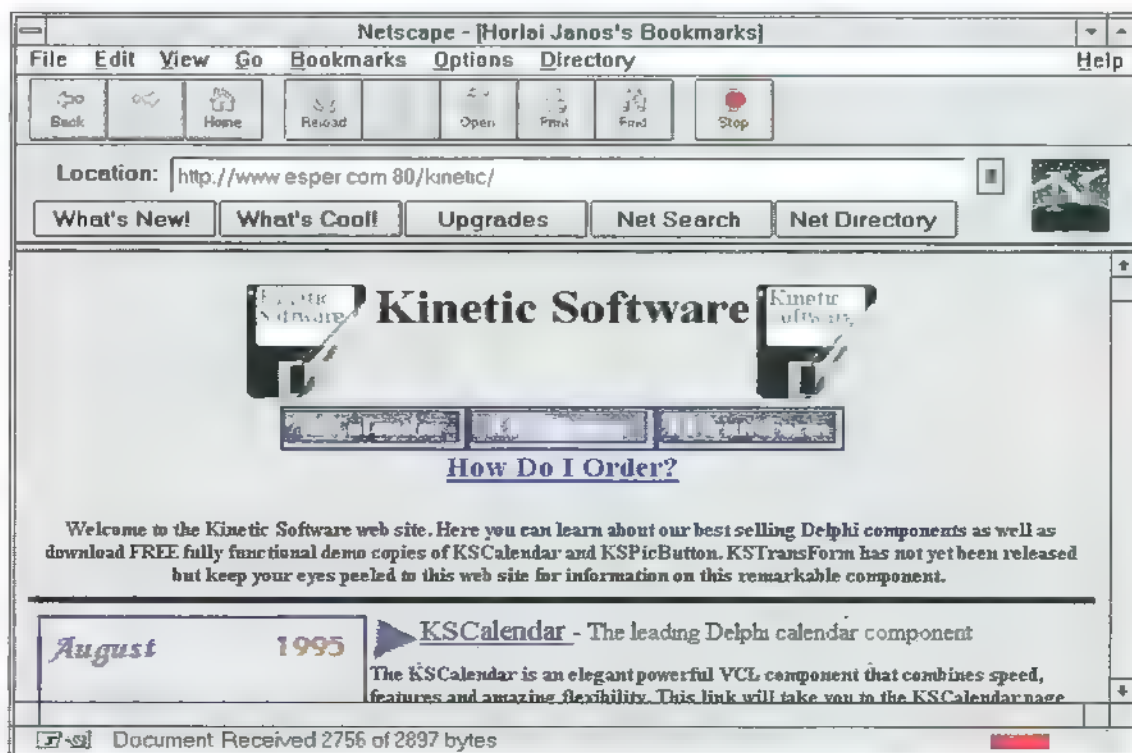 Netscape - [Horlai Janos's Bookmarks]
File Edit View Go Bookmarks Options Directory Help
Back Home Reload Open Print Find Stop
Location: http://www.esper.com:80/kinetic/
What's New! What's Cool! Upgrades Net Search Net Directory
Kinetic Software Kinetic Software Kinetic Software
How Do I Order?
Welcome to the Kinetic Software web site. Here you can learn about our best selling Delphi components as well as
download FREE fully functional demo copies of KSCalendar and KSPicButton. KSTransForm has not yet been released
but keep your eyes peeled to this web site for information on this remarkable component.
August 1995
KSCalendar - The leading Delphi calendar component
The KSCalendar is an elegant powerful VCL component that combines speed,
features and amazing flexibility. This link will take you to the KSCalendar page
Document Received 2756 of 2897 bytes